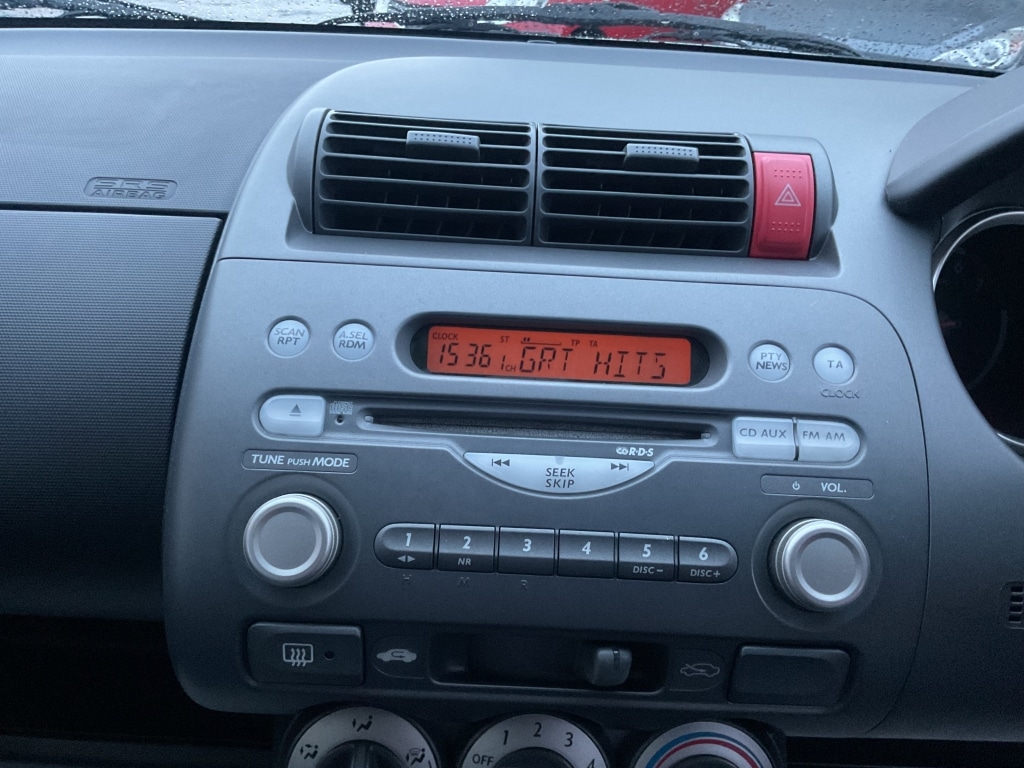 SRS
AIRBAG
SCAN
RPT
A.SEL
RDM
CLOCK ST TP TA
15 36 1CH GRT HITS
PTY
NEWS
TA
CLOCK
CD AUX
FM AM
R·D·S
TUNE PUSH MODE
SEEK
SKIP
VOL.
1 2 3 4 5 6
NR DISC− DISC+
H M R
OFF 1 2 3 4